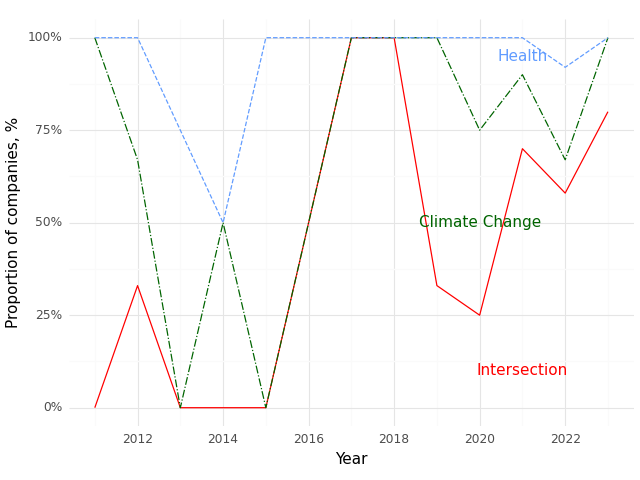 100%
75%
50%
25%
0%
Proportion of companies, %
Health
Climate Change
Intersection
2012
2014
2016
2018
2020
2022
Year